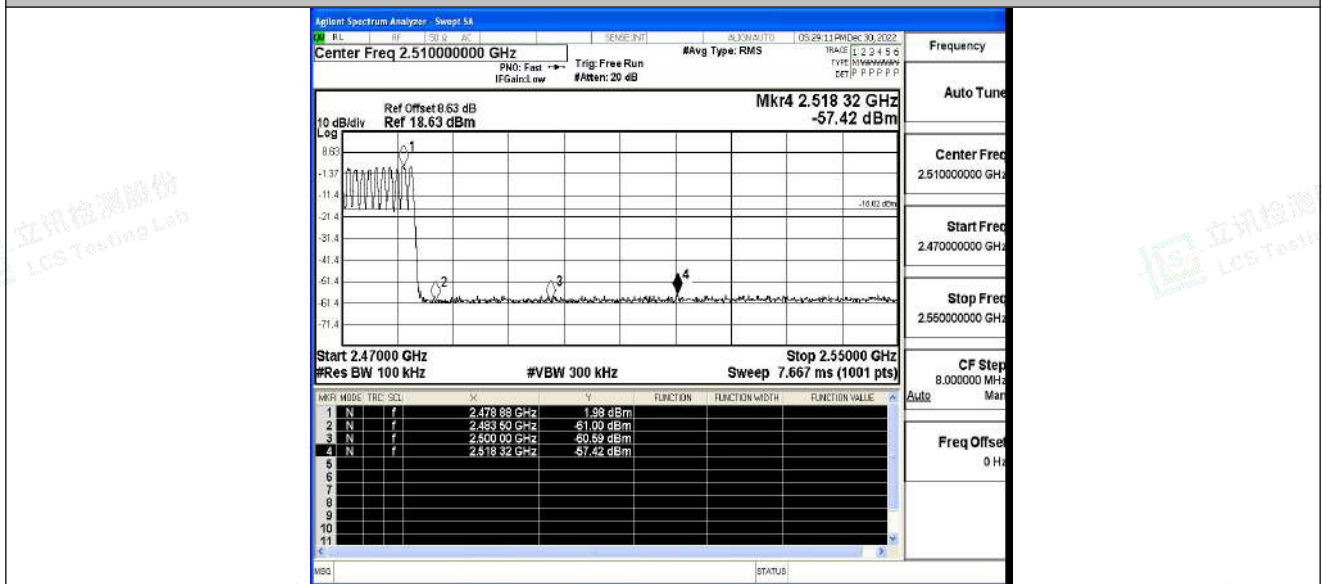 Agilent Spectrum Analyzer - Swept SA
RL RF 50 Ω AC SENSE:INT ALIGNAUTO 05:29:11 PM Dec 30, 2022
Center Freq 2.510000000 GHz
PNO: Fast
IFGain:Low
Trig: Free Run
#Atten: 20 dB
#Avg Type: RMS
TRACE 1 2 3 4 5 6
TYPE
DET P P P P P P
Ref Offset 8.63 dB
Ref 18.63 dBm
10 dB/div
Log
Mkr4 2.518 32 GHz
-57.42 dBm
8.63
-1.37
-11.4
-21.4
-31.4
-41.4
-51.4
-61.4
-71.4
1
2
3
4
-18.02 dBm
Start 2.47000 GHz Stop 2.55000 GHz
#Res BW 100 kHz #VBW 300 kHz Sweep 7.667 ms (1001 pts)
MKR MODE TRC SCL X Y FUNCTION FUNCTION WIDTH FUNCTION VALUE
1 N f 2.478 88 GHz 1.98 dBm
2 N f 2.483 50 GHz -61.00 dBm
3 N f 2.500 00 GHz -60.59 dBm
4 N f 2.518 32 GHz -57.42 dBm
5
6
7
8
9
10
11
MSG STATUS
Frequency
Auto Tune
Center Freq
2.510000000 GHz
Start Freq
2.470000000 GHz
Stop Freq
2.550000000 GHz
CF Step
8.000000 MHz
Auto Man
Freq Offset
0 Hz
立讯检测股份
LCS Testing Lab
立讯检测
LCS Testi